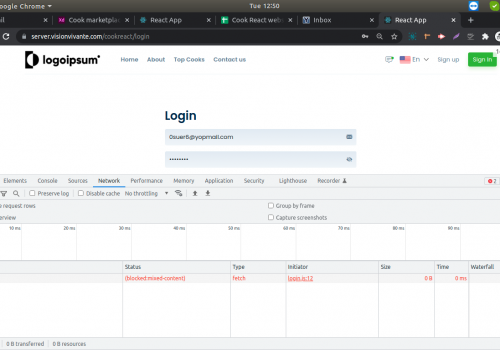 oogle Chrome
Tue 12:50
il
Cook marketpla
React App
Cook React webs
Inbox
React App
server.visionvivante.com/cookreact/login
logoipsum
Home
About
Top Cooks
Contact us
En
Sign up
Sign In
Login
0suer6@yopmail.com
••••••••
Elements
Console
Sources
Network
Performance
Memory
Application
Security
Lighthouse
Recorder
2
Preserve log
Disable cache
No throttling
e request rows
Group by frame
erview
Capture screenshots
10 ms
20 ms
30 ms
40 ms
50 ms
60 ms
70 ms
80 ms
90 ms
Status
Type
Initiator
Size
Time
Waterfall
(blocked:mixed-content)
fetch
login.js:12
0 B
0 ms
0 B transferred
0 B resources